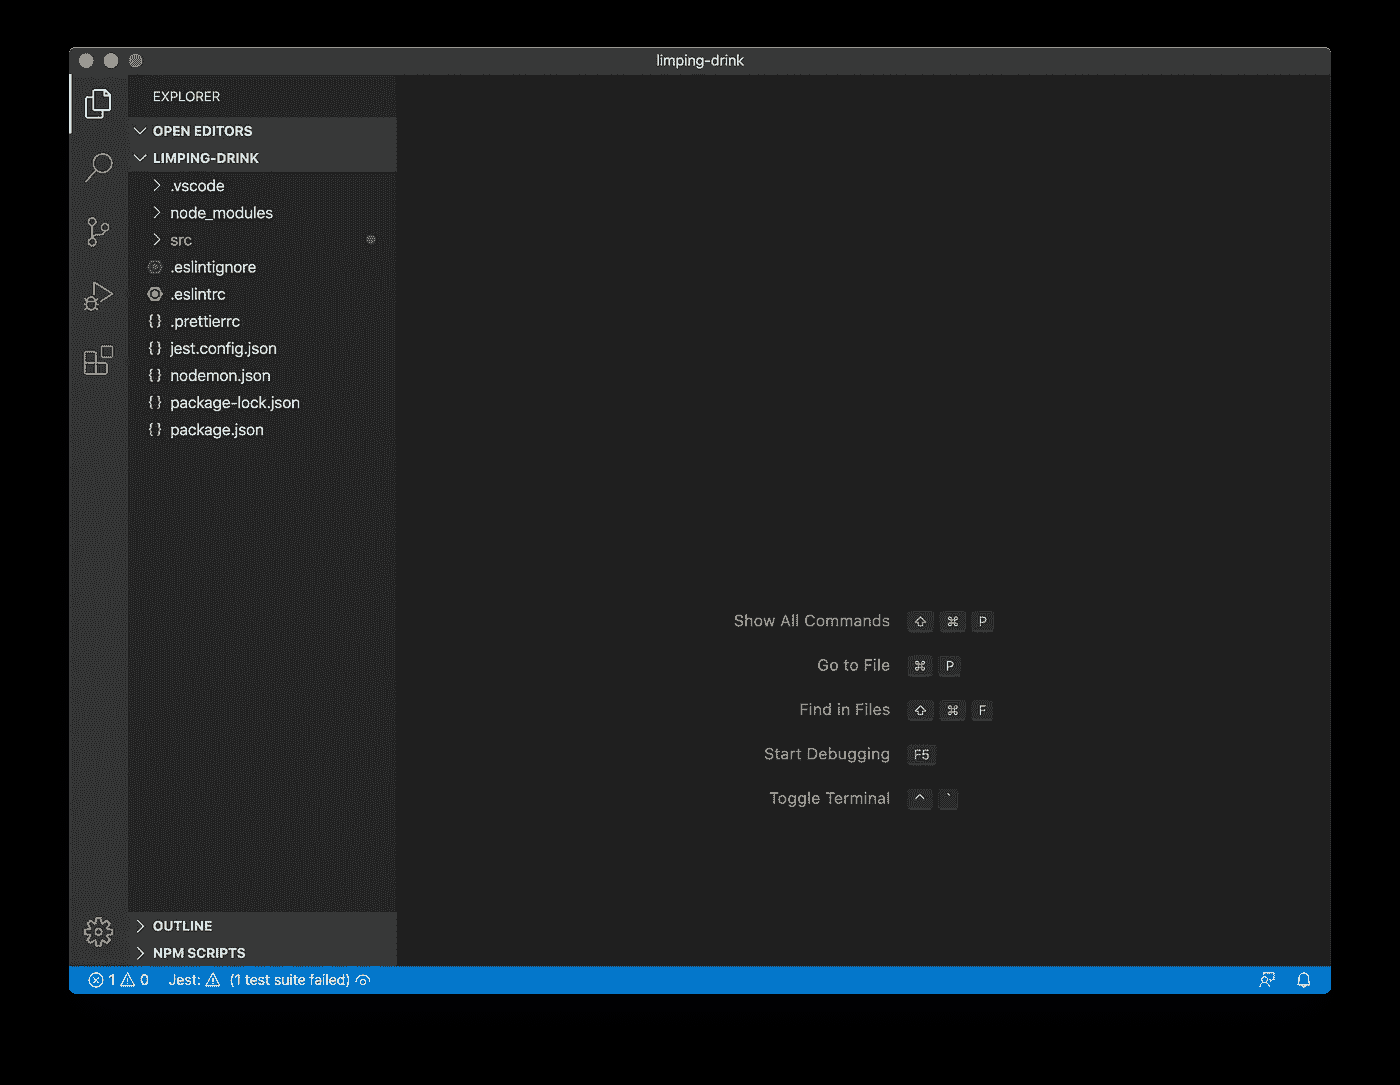 limping-drink
EXPLORER
OPEN EDITORS
LIMPING-DRINK
.vscode
node_modules
src
.eslintignore
.eslintrc
{} .prettierrc
{} jest.config.json
{} nodemon.json
{} package-lock.json
{} package.json
Show All Commands ⇧ ⌘ P
Go to File ⌘ P
Find in Files ⇧ ⌘ F
Start Debugging F5
Toggle Terminal ^ `
OUTLINE
NPM SCRIPTS
1 0 Jest: (1 test suite failed)